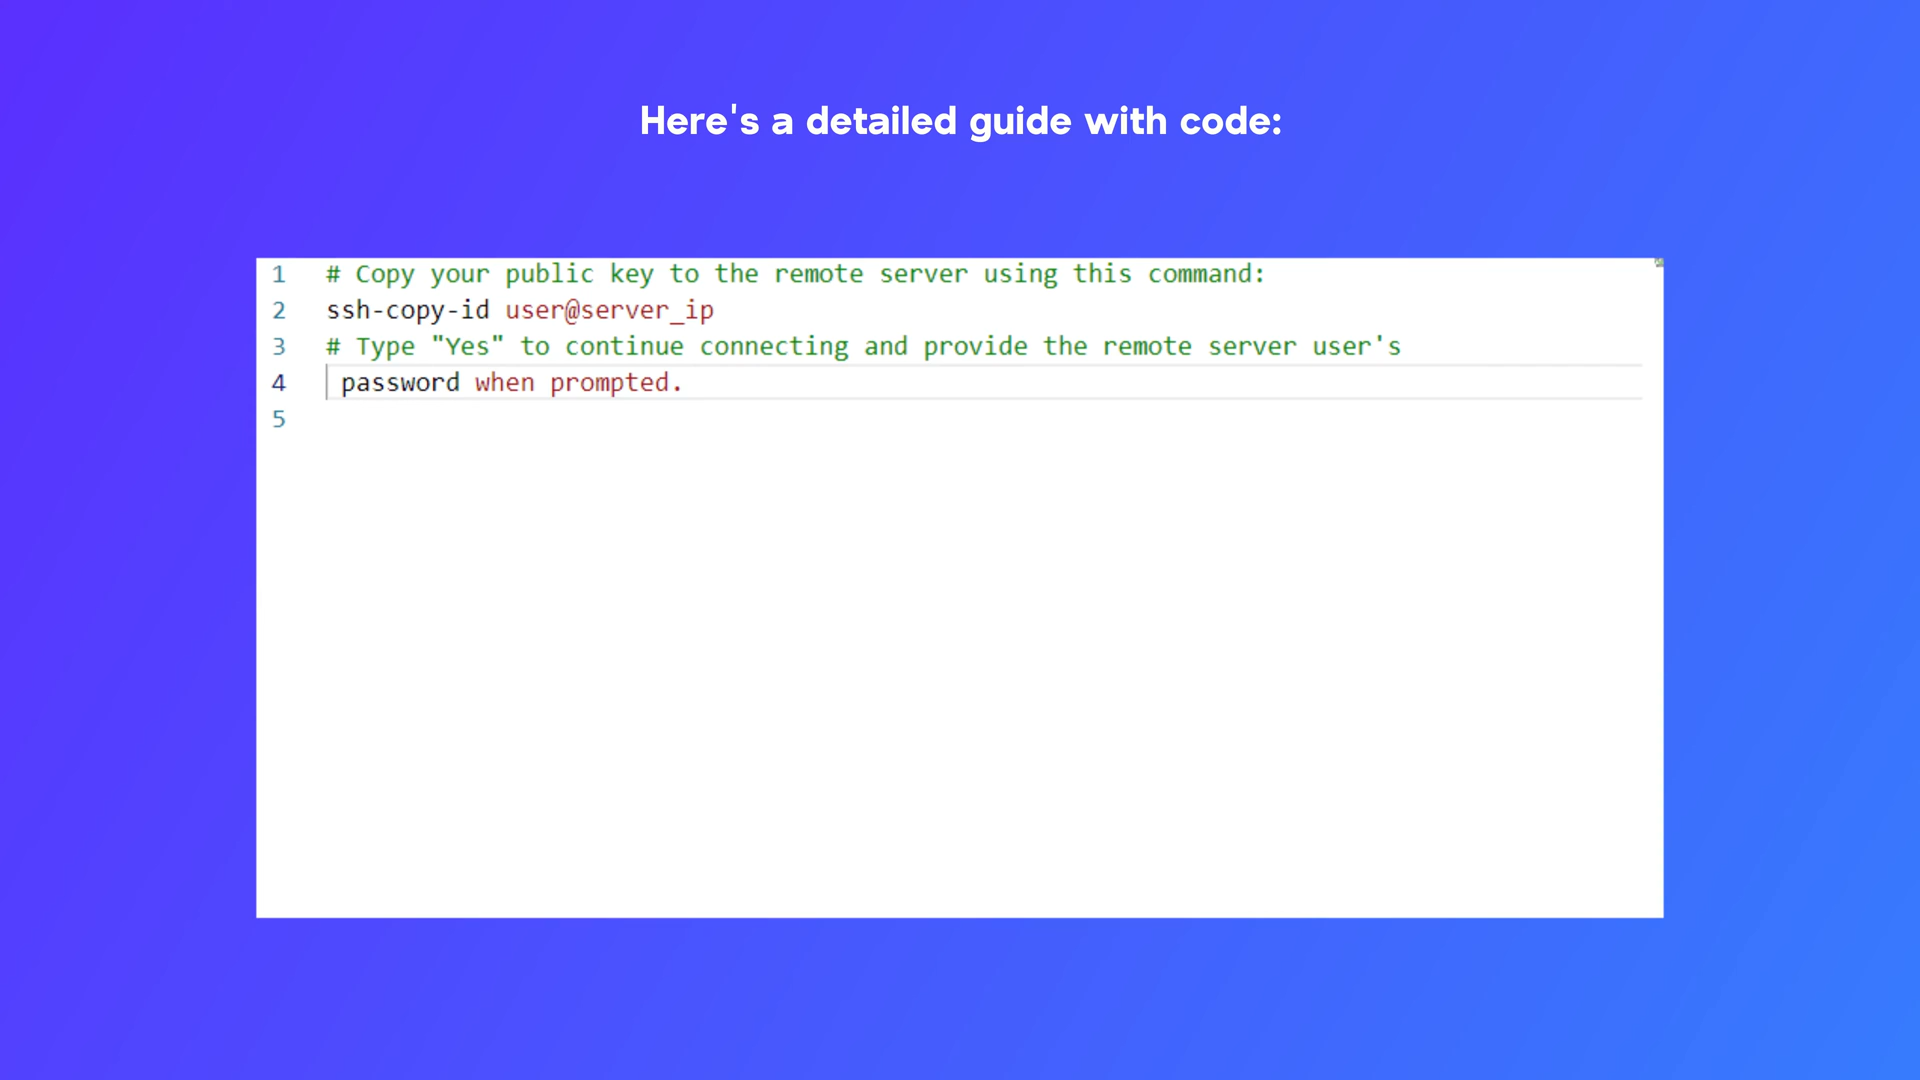 Here's a detailed guide with code:
1 # Copy your public key to the remote server using this command:
2 ssh-copy-id user@server_ip
3 # Type "Yes" to continue connecting and provide the remote server user's
4 password when prompted.
5